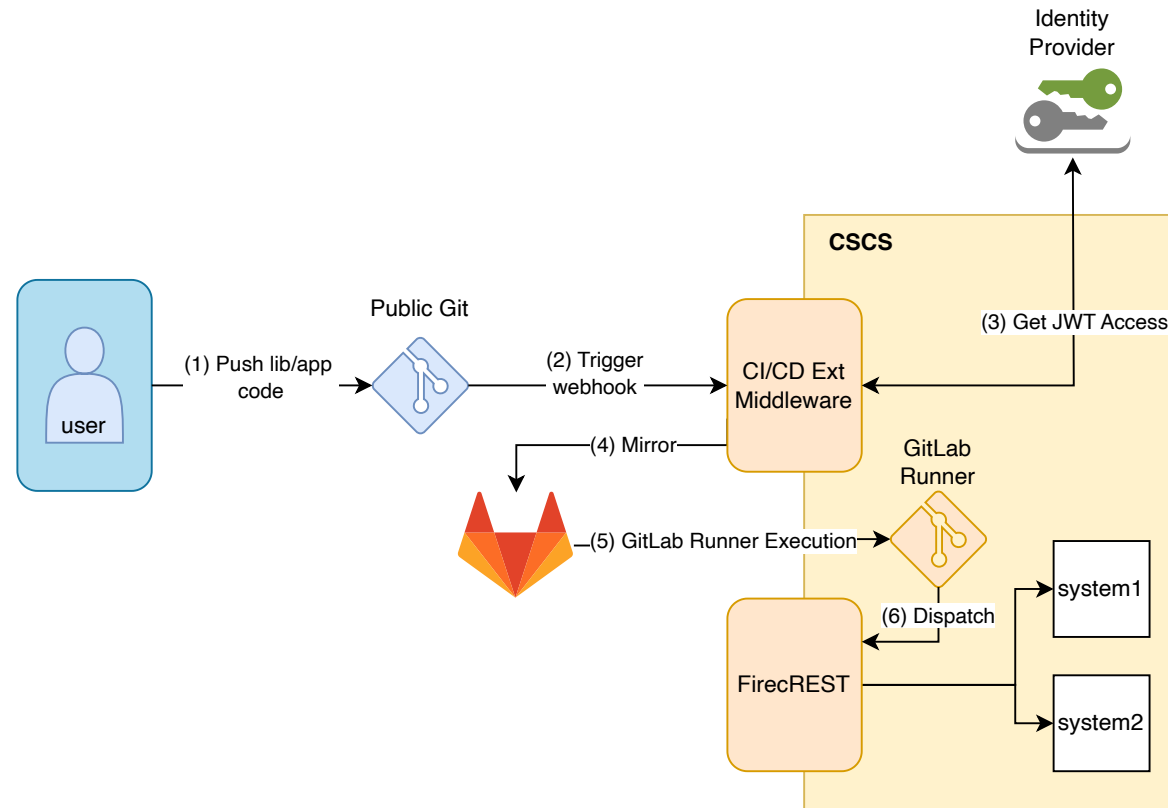 Identity
Provider
CSCS
(3) Get JWT Access
Public Git
(1) Push lib/app
code
(2) Trigger
webhook
CI/CD Ext
Middleware
user
(4) Mirror
GitLab
Runner
(5) GitLab Runner Execution
(6) Dispatch
system1
FirecREST
system2